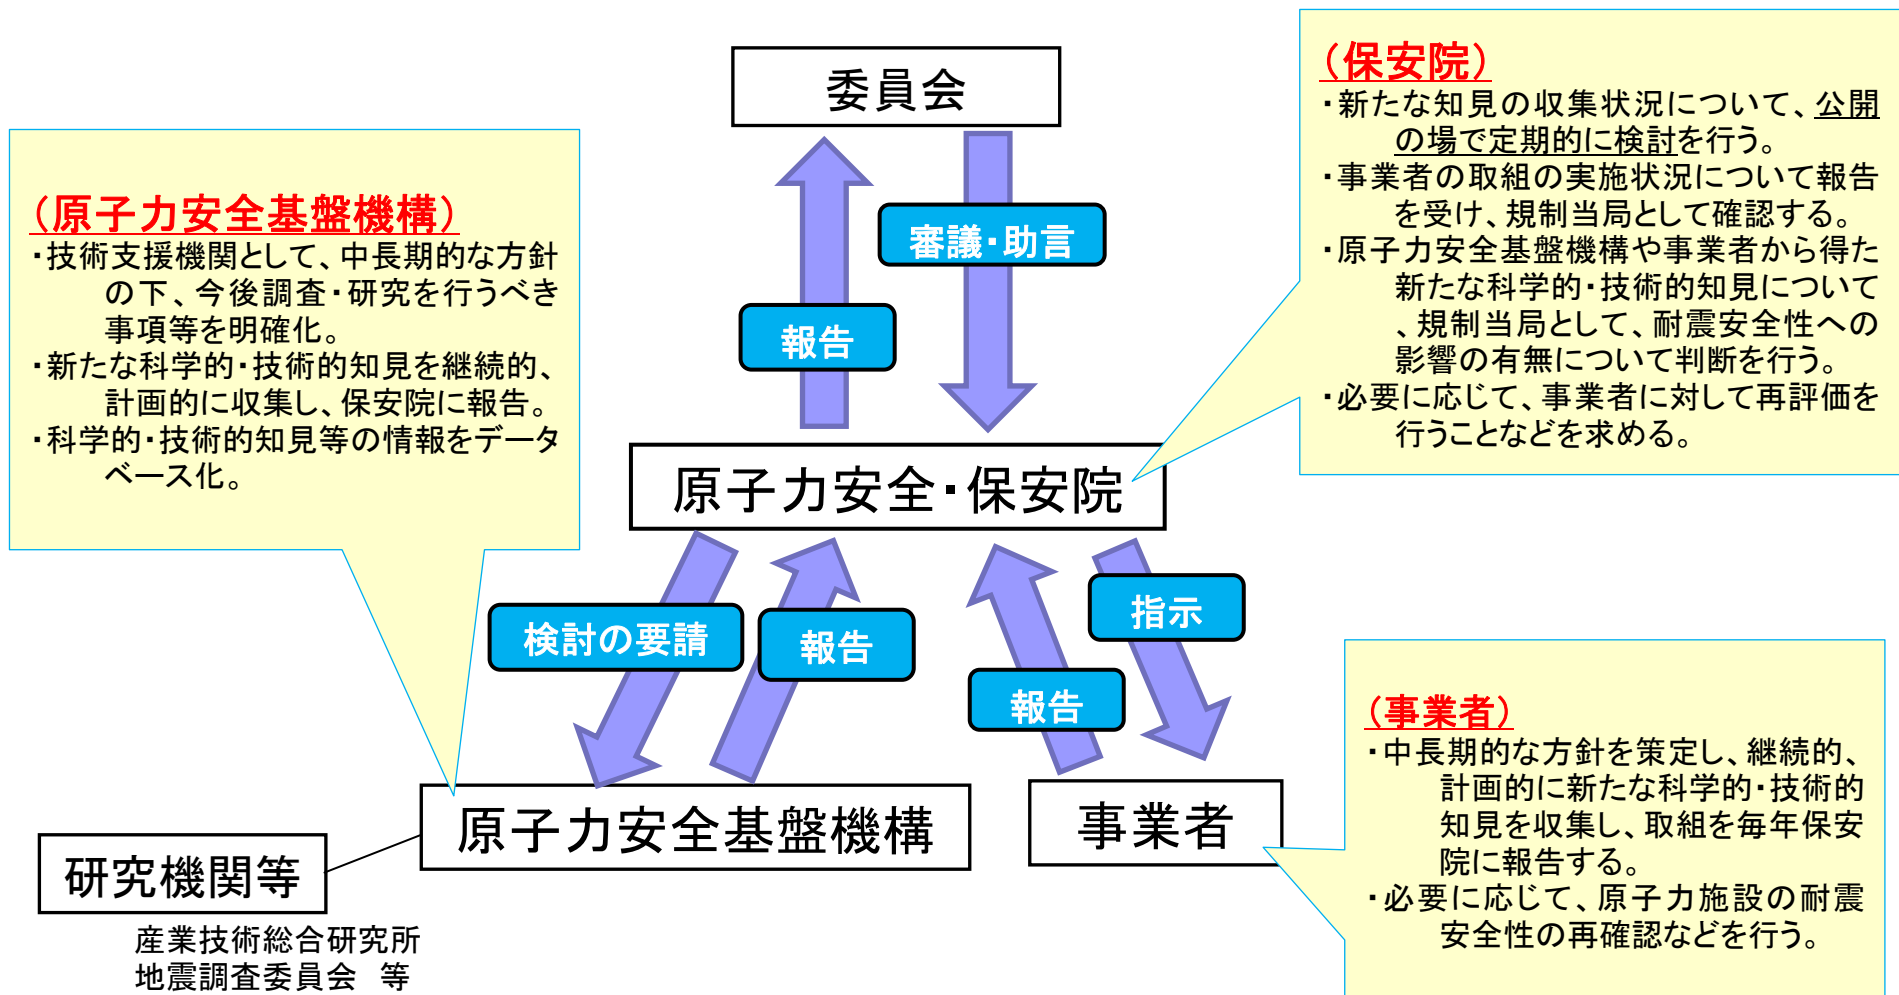 委員会
(保安院)
・新たな知見の収集状況について、公開
の場で定期的に検討を行う。
・事業者の取組の実施状況について報告
を受け、規制当局として確認する。
・原子力安全基盤機構や事業者から得た
新たな科学的・技術的知見について
、規制当局として、耐震安全性への
影響の有無について判断を行う。
・必要に応じて、事業者に対して再評価を
行うことなどを求める。
(原子力安全基盤機構)
・技術支援機関として、中長期的な方針
の下、今後調査・研究を行うべき
事項等を明確化。
・新たな科学的・技術的知見を継続的、
計画的に収集し、保安院に報告。
・科学的・技術的知見等の情報をデータ
ベース化。
審議・助言
報告
原子力安全・保安院
検討の要請
報告
指示
報告
(事業者)
・中長期的な方針を策定し、継続的、
計画的に新たな科学的・技術的
知見を収集し、取組を毎年保安
院に報告する。
・必要に応じて、原子力施設の耐震
安全性の再確認などを行う。
原子力安全基盤機構
事業者
研究機関等
産業技術総合研究所
地震調査委員会　等